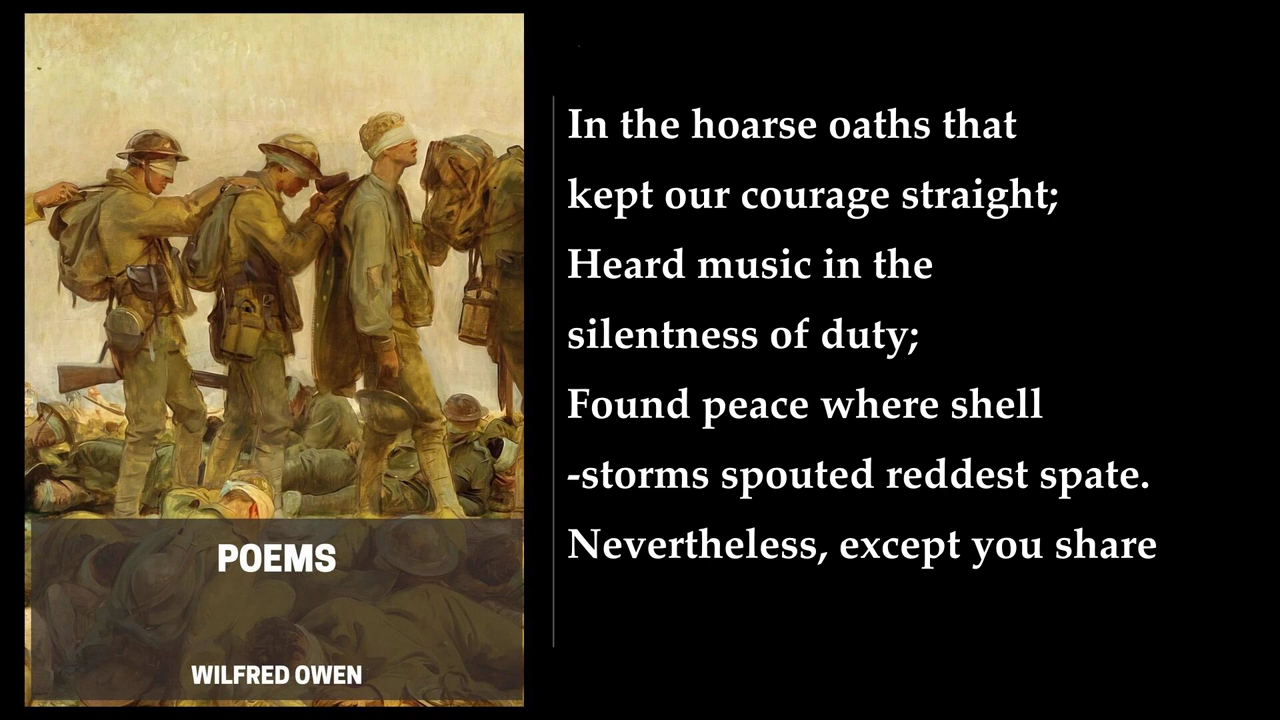 POEMS
WILFRED OWEN
In the hoarse oaths that
kept our courage straight;
Heard music in the
silentness of duty;
Found peace where shell
-storms spouted reddest spate.
Nevertheless, except you share